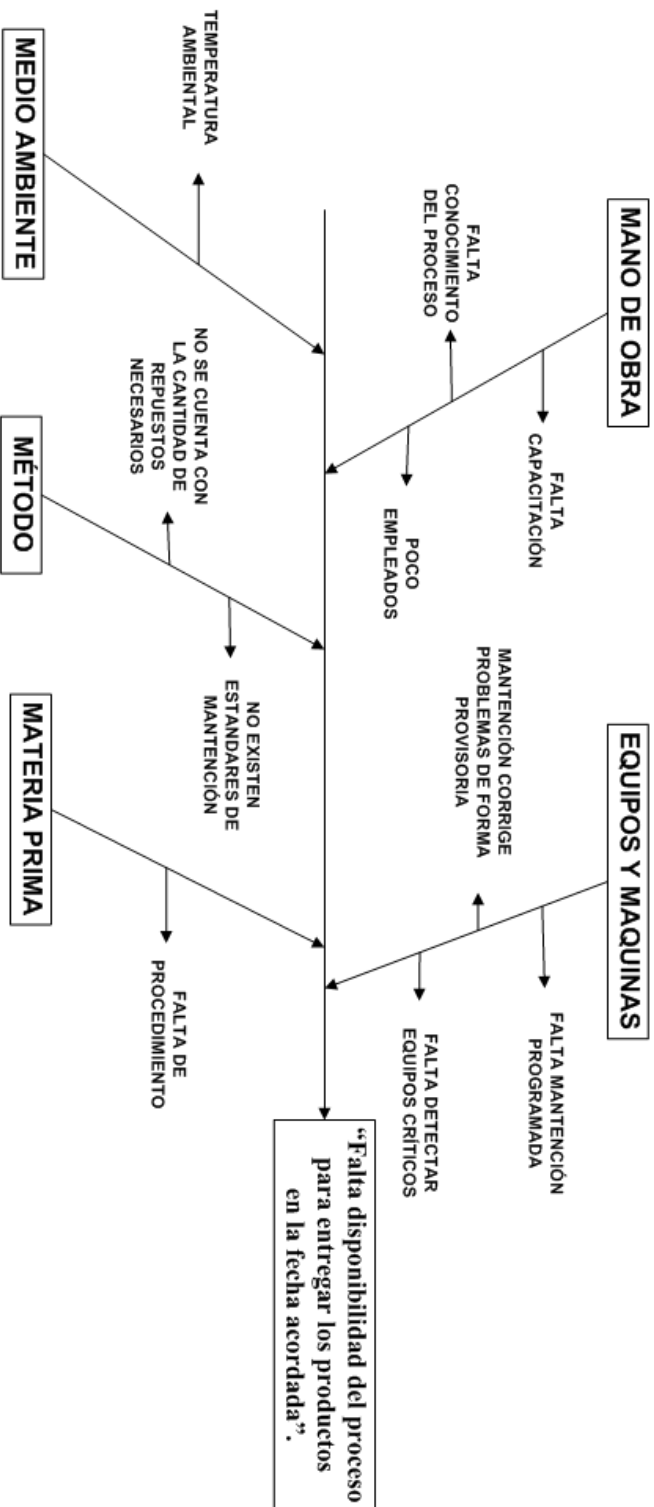 MANO DE OBRA
EQUIPOS Y MAQUINAS
FALTA
CAPACITACIÓN
FALTA MANTENCIÓN
PROGRAMADA
FALTA
CONOCIMIENTO
DEL PROCESO
MANTENCIÓN CORRIGE
PROBLEMAS DE FORMA
PROVISORIA
POCO
EMPLEADOS
FALTA DETECTAR
EQUIPOS CRÍTICOS
“Falta disponibilidad del proceso
para entregar los productos
en la fecha acordada”.
TEMPERATURA
AMBIENTAL
NO EXISTEN
ESTANDARES DE
MANTENCIÓN
NO SE CUENTA CON
LA CANTIDAD DE
REPUESTOS
NECESARIOS
FALTA DE
PROCEDIMIENTO
MEDIO AMBIENTE
MÉTODO
MATERIA PRIMA